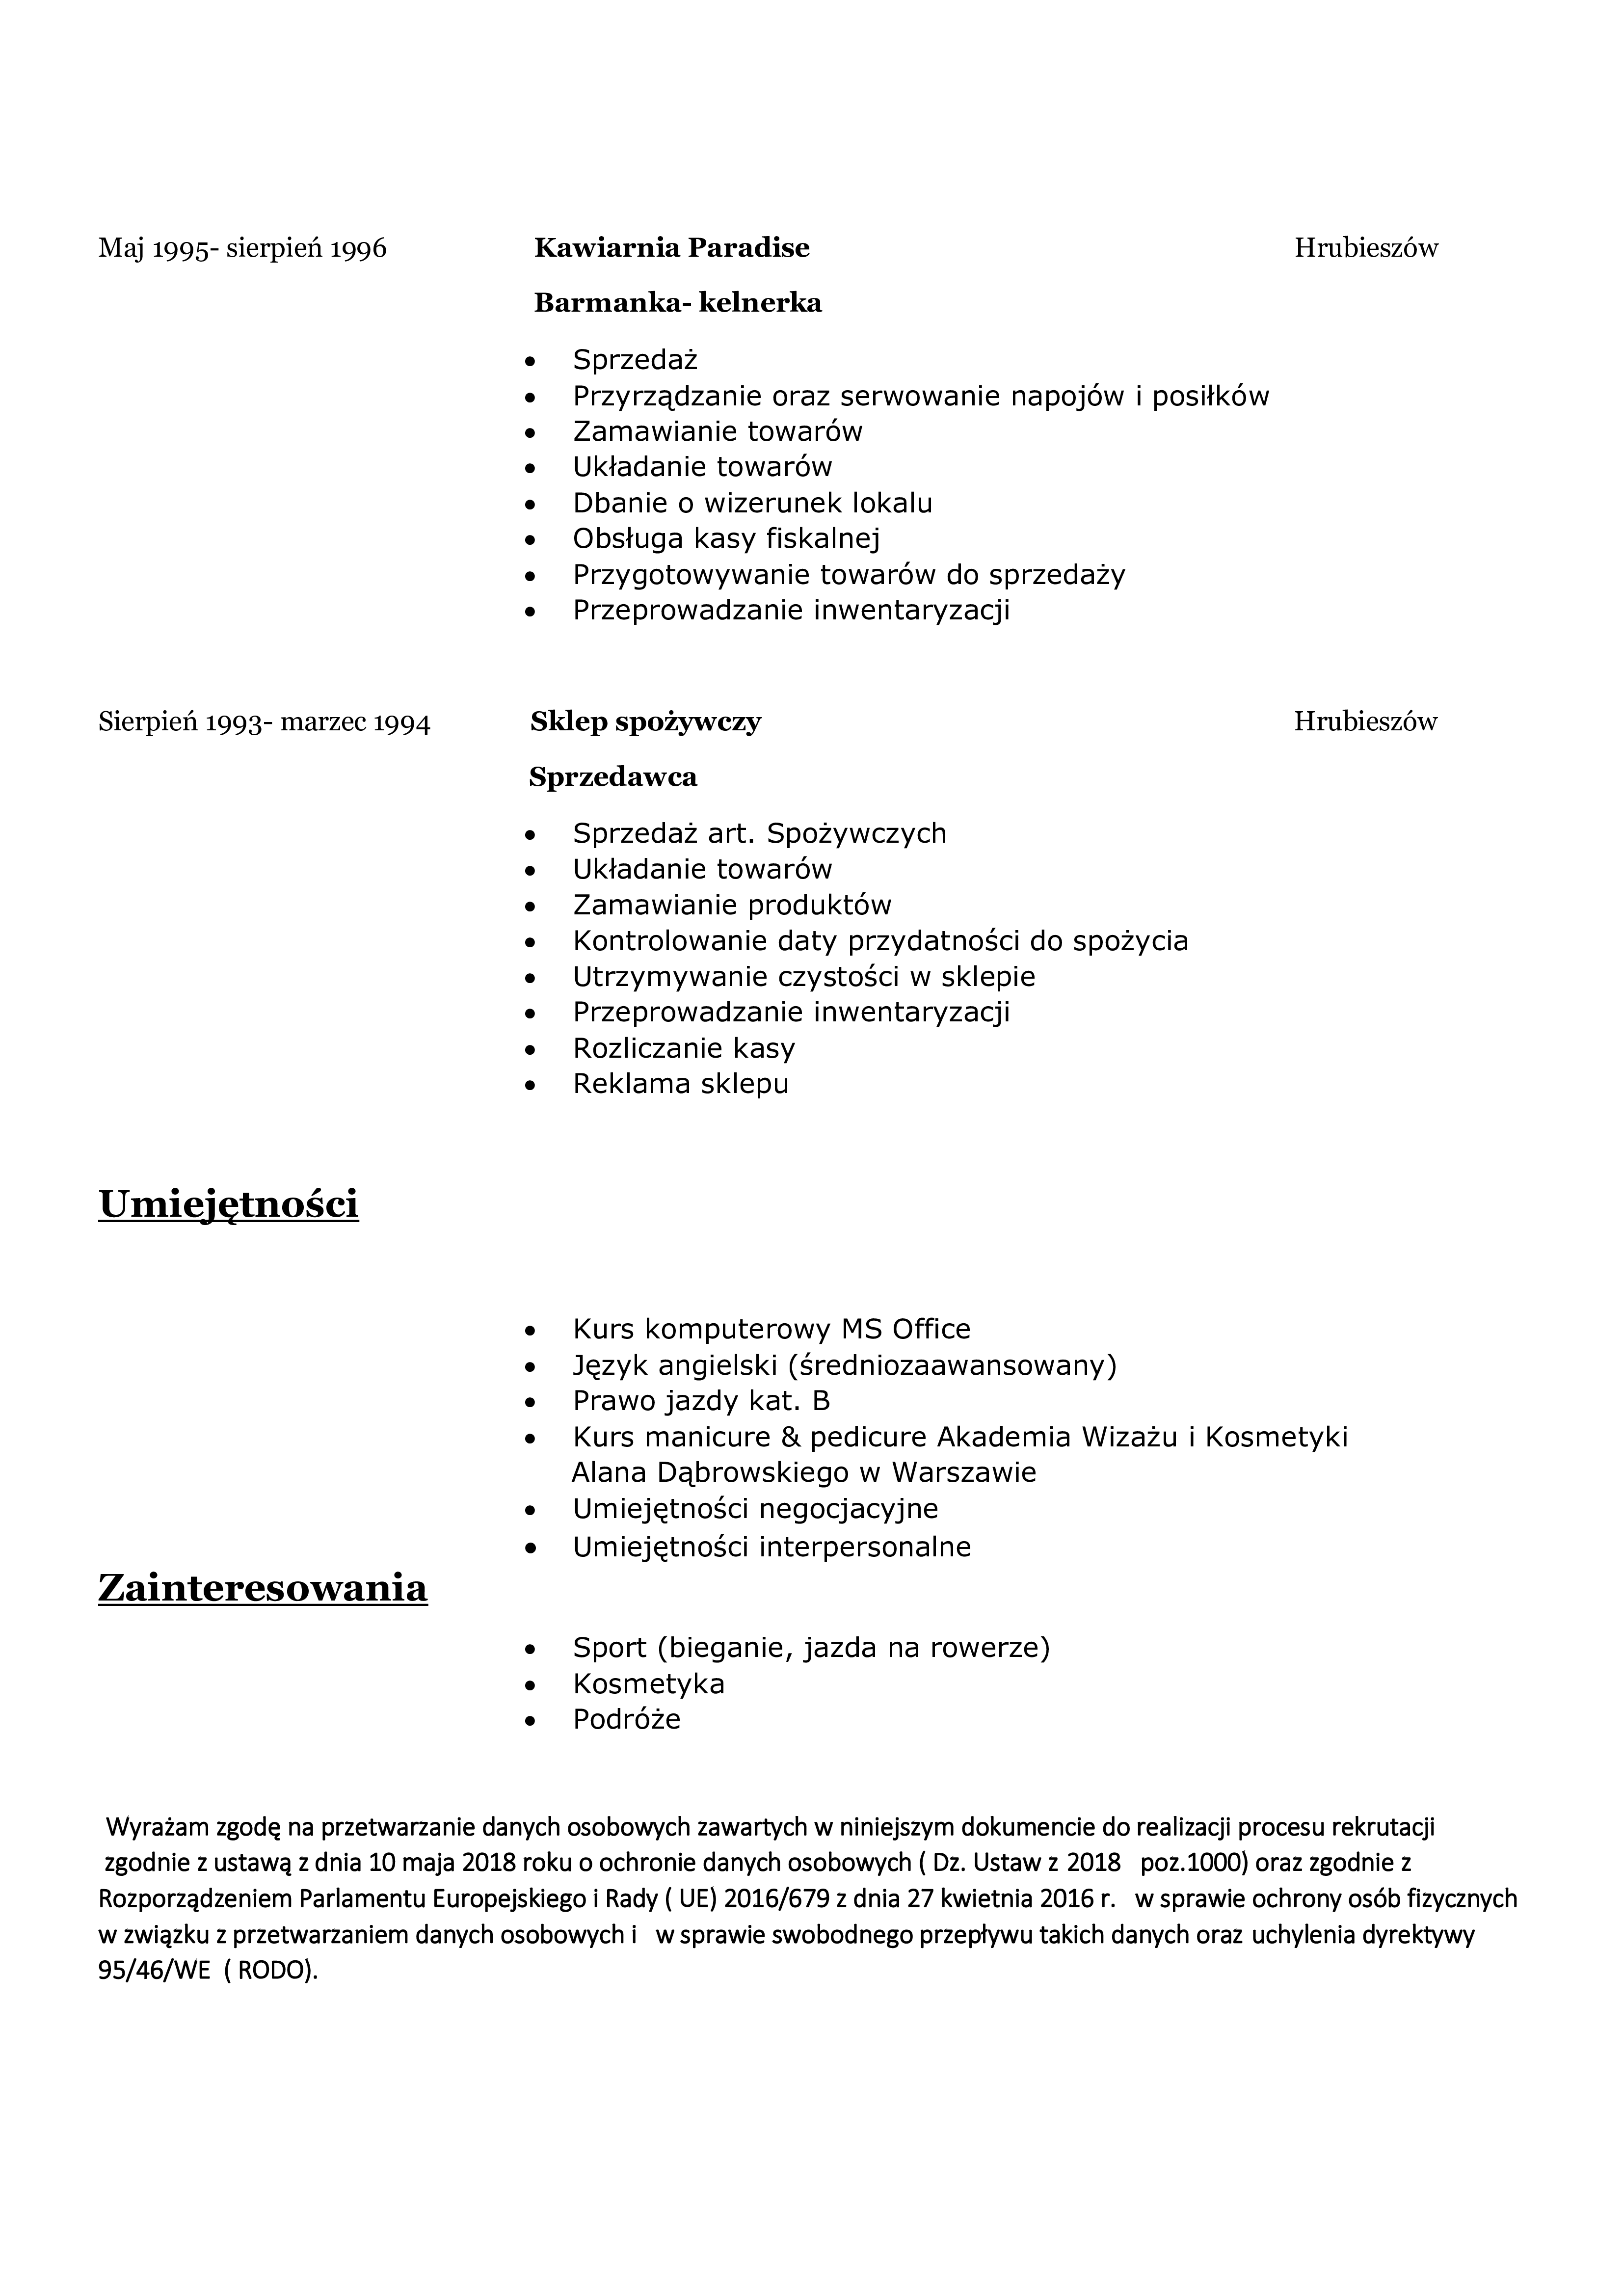 Maj 1995- sierpień 1996 Kawiarnia Paradise Hrubieszów
Barmanka- kelnerka
• Sprzedaż
• Przyrządzanie oraz serwowanie napojów i posiłków
• Zamawianie towarów
• Układanie towarów
• Dbanie o wizerunek lokalu
• Obsługa kasy fiskalnej
• Przygotowywanie towarów do sprzedaży
• Przeprowadzanie inwentaryzacji
Sierpień 1993- marzec 1994 Sklep spożywczy Hrubieszów
Sprzedawca
• Sprzedaż art. Spożywczych
• Układanie towarów
• Zamawianie produktów
• Kontrolowanie daty przydatności do spożycia
• Utrzymywanie czystości w sklepie
• Przeprowadzanie inwentaryzacji
• Rozliczanie kasy
• Reklama sklepu
Umiejętności
• Kurs komputerowy MS Office
• Język angielski (średniozaawansowany)
• Prawo jazdy kat. B
• Kurs manicure & pedicure Akademia Wizażu i Kosmetyki
Alana Dąbrowskiego w Warszawie
• Umiejętności negocjacyjne
• Umiejętności interpersonalne
Zainteresowania
• Sport (bieganie, jazda na rowerze)
• Kosmetyka
• Podróże
Wyrażam zgodę na przetwarzanie danych osobowych zawartych w niniejszym dokumencie do realizacji procesu rekrutacji
zgodnie z ustawą z dnia 10 maja 2018 roku o ochronie danych osobowych ( Dz. Ustaw z 2018 poz.1000) oraz zgodnie z
Rozporządzeniem Parlamentu Europejskiego i Rady ( UE) 2016/679 z dnia 27 kwietnia 2016 r. w sprawie ochrony osób fizycznych
w związku z przetwarzaniem danych osobowych i w sprawie swobodnego przepływu takich danych oraz uchylenia dyrektywy
95/46/WE ( RODO).